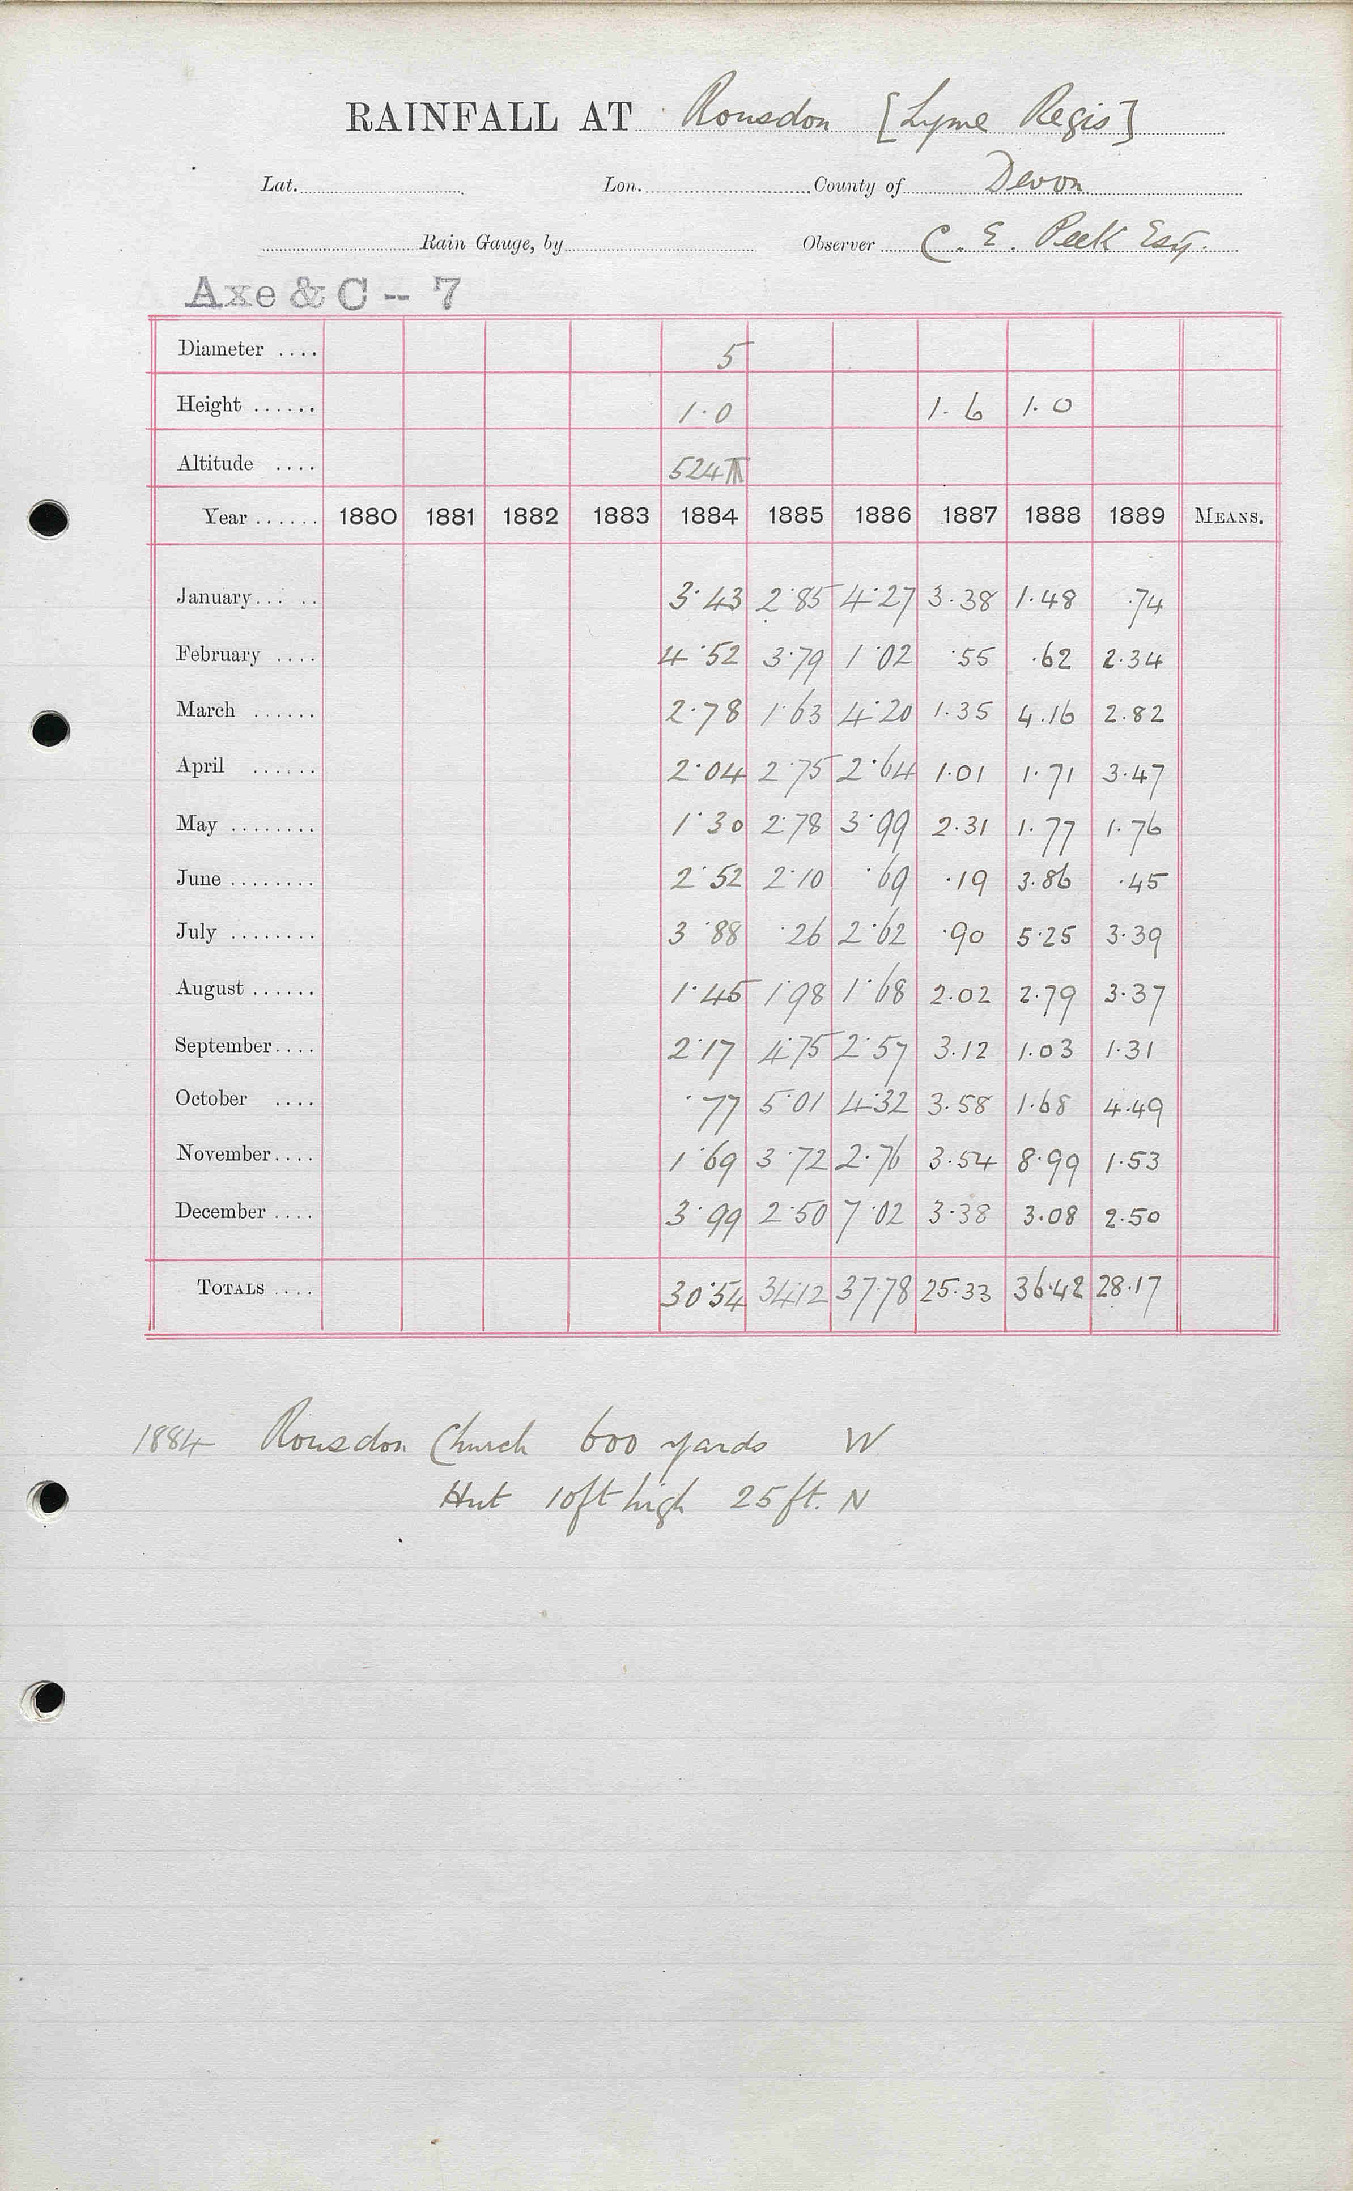 RAINFALL AT Rousdon [Lyme Regis]
Lat. Lon. County of Devon
Rain Gauge, by Observer C. E. Peek Esq.
Axe & C - 7
Diameter .... 5
Height ...... 1.0 1.6 1.0
Altitude .... 524
Year ...... 1880 1881 1882 1883 1884 1885 1886 1887 1888 1889 MEANS.
January... .. 3.43 2.85 4.27 3.38 1.48 .74
February .... 4.52 3.79 1.02 .55 .62 2.34
March ...... 2.78 1.63 4.20 1.35 4.16 2.82
April ...... 2.04 2.75 2.64 1.01 1.71 3.47
May ........ 1.30 2.78 3.99 2.31 1.77 1.76
June ........ 2.52 2.10 .69 .19 3.86 .45
July ........ 3.88 .26 2.62 .90 5.25 3.39
August ...... 1.45 1.98 1.68 2.02 2.79 3.37
September.... 2.17 4.75 2.57 3.12 1.03 1.31
October .... .77 5.01 4.32 3.58 1.68 4.49
November.... 1.69 3.72 2.76 3.54 8.99 1.53
December .... 3.99 2.50 7.02 3.38 3.08 2.50
TOTALS .... 30.54 34.12 37.78 25.33 36.42 28.17
1884 Rousdon Church 600 yards W
Hut 10ft high 25 ft. N